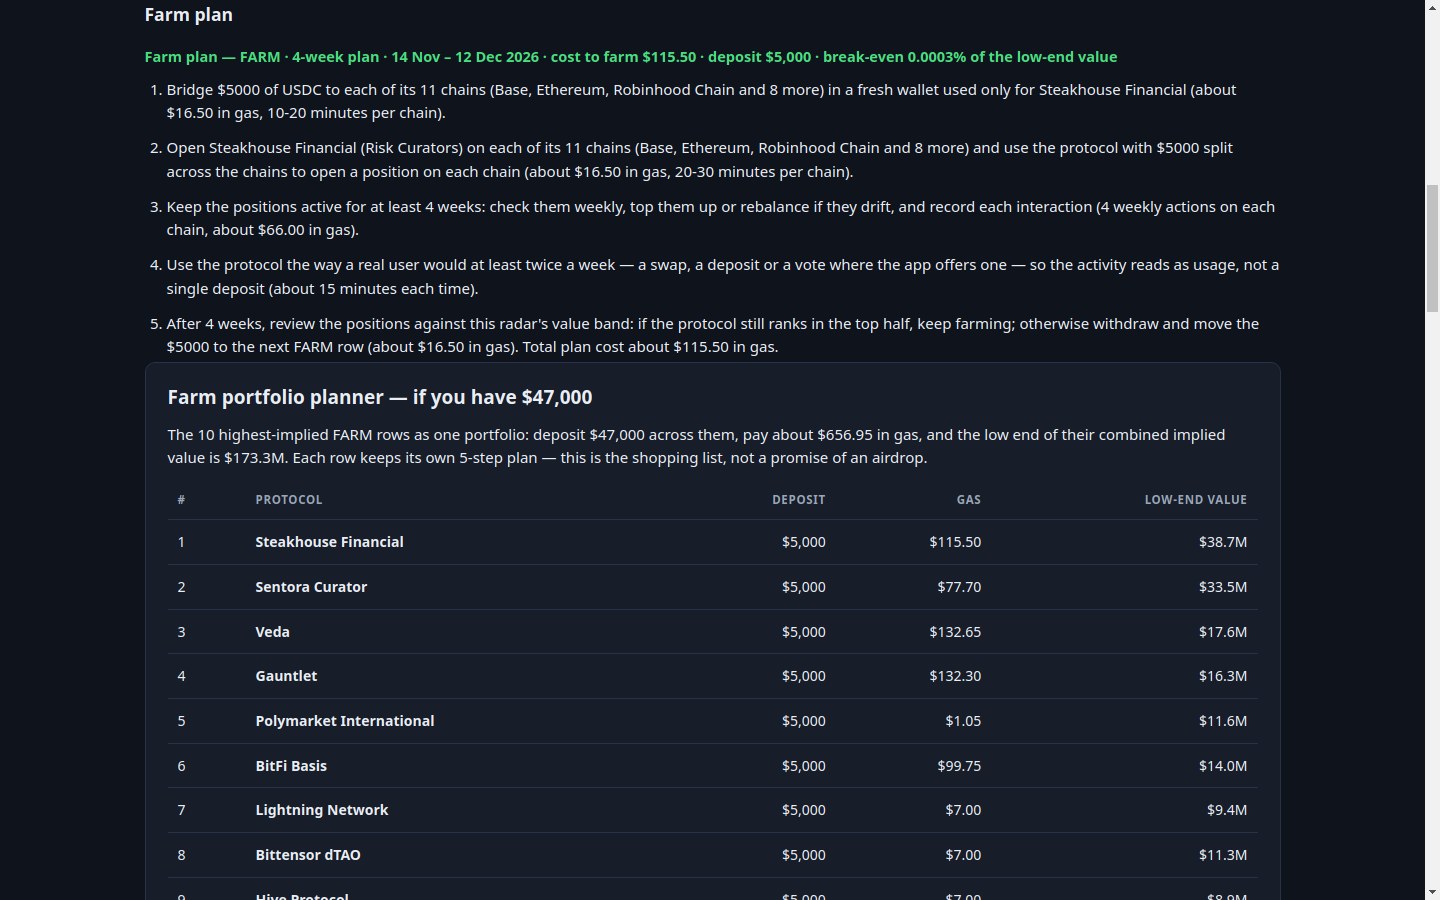 Farm plan
Farm plan — FARM · 4-week plan · 14 Nov – 12 Dec 2026 · cost to farm $115.50 · deposit $5,000 · break-even 0.0003% of the low-end value
1. Bridge $5000 of USDC to each of its 11 chains (Base, Ethereum, Robinhood Chain and 8 more) in a fresh wallet used only for Steakhouse Financial (about
$16.50 in gas, 10-20 minutes per chain).
2. Open Steakhouse Financial (Risk Curators) on each of its 11 chains (Base, Ethereum, Robinhood Chain and 8 more) and use the protocol with $5000 split
across the chains to open a position on each chain (about $16.50 in gas, 20-30 minutes per chain).
3. Keep the positions active for at least 4 weeks: check them weekly, top them up or rebalance if they drift, and record each interaction (4 weekly actions on each
chain, about $66.00 in gas).
4. Use the protocol the way a real user would at least twice a week — a swap, a deposit or a vote where the app offers one — so the activity reads as usage, not a
single deposit (about 15 minutes each time).
5. After 4 weeks, review the positions against this radar's value band: if the protocol still ranks in the top half, keep farming; otherwise withdraw and move the
$5000 to the next FARM row (about $16.50 in gas). Total plan cost about $115.50 in gas.
Farm portfolio planner — if you have $47,000
The 10 highest-implied FARM rows as one portfolio: deposit $47,000 across them, pay about $656.95 in gas, and the low end of their combined implied
value is $173.3M. Each row keeps its own 5-step plan — this is the shopping list, not a promise of an airdrop.
# PROTOCOL DEPOSIT GAS LOW-END VALUE
1 Steakhouse Financial $5,000 $115.50 $38.7M
2 Sentora Curator $5,000 $77.70 $33.5M
3 Veda $5,000 $132.65 $17.6M
4 Gauntlet $5,000 $132.30 $16.3M
5 Polymarket International $5,000 $1.05 $11.6M
6 BitFi Basis $5,000 $99.75 $14.0M
7 Lightning Network $5,000 $7.00 $9.4M
8 Bittensor dTAO $5,000 $7.00 $11.3M
9 Hive Protocol $5,000 $7.00 $8.9M